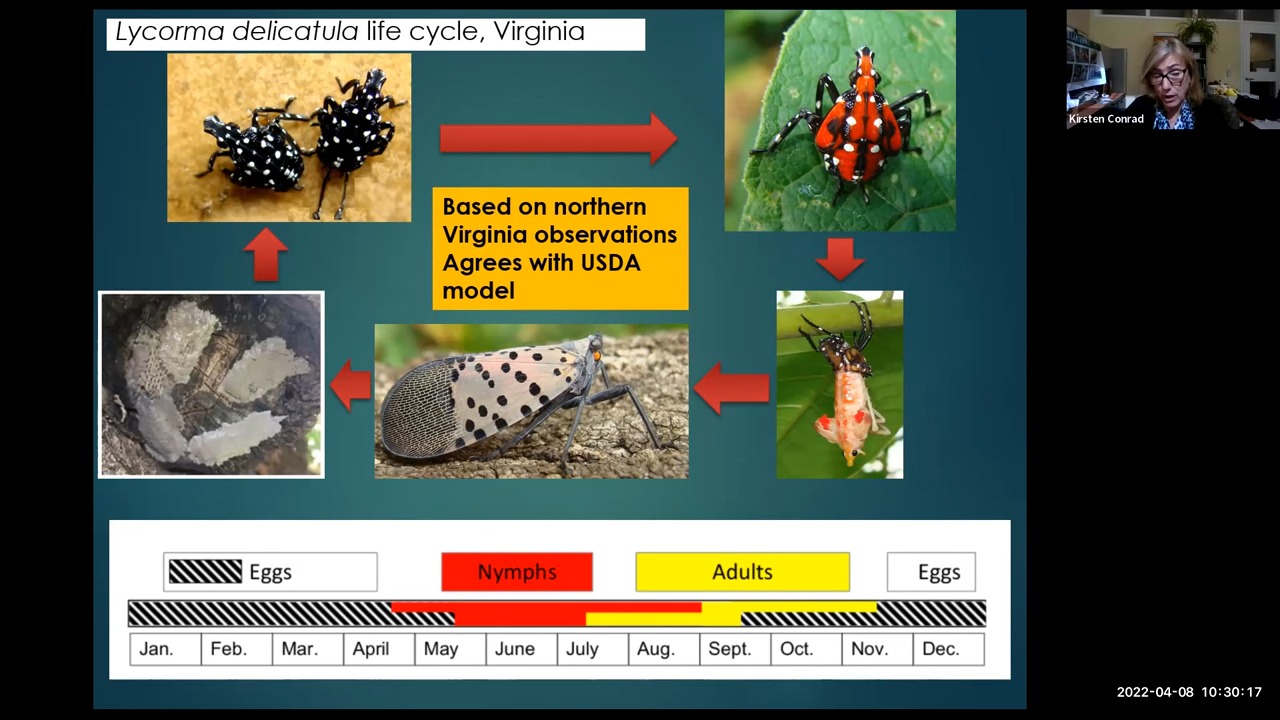 Lycorma delicatula life cycle, Virginia
Kirsten Conrad
Based on northern
Virginia observations
Agrees with USDA
model
Eggs
Nymphs
Adults
Eggs
Jan. Feb. Mar. April May June July Aug. Sept. Oct. Nov. Dec.
2022-04-08 10:30:17